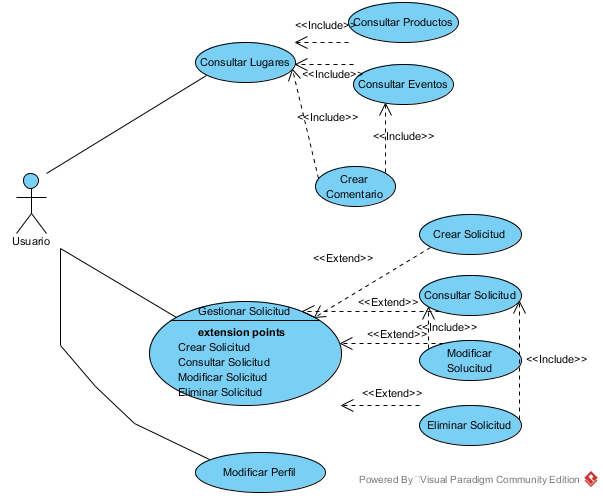 <<Include>>
Consultar Productos
Consultar Lugares
<<Include>>
Consultar Eventos
<<Include>>
<<Include>>
Crear
Comentario
Usuario
Crear Solicitud
<<Extend>>
Consultar Solicitud
<<Extend>>
Gestionar Solicitud
<<Include>>
extension points
<<Extend>>
Crear Solicitud
Consultar Solicitud
Modificar Solicitud
Eliminar Solicitud
Modificar
Solucitud
<<Include>>
<<Extend>>
Eliminar Solicitud
Modificar Perfil
Powered By Visual Paradigm Community Edition